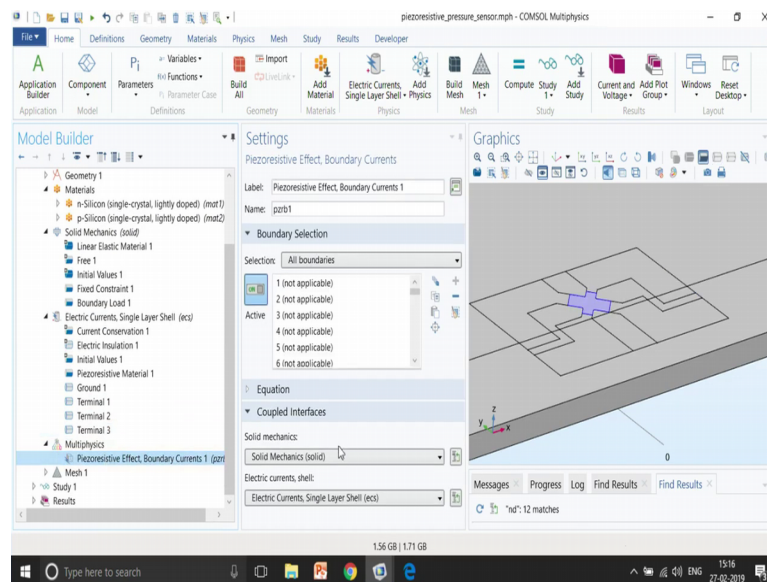 piezoresistive_pressure_sensor.mph - COMSOL Multiphysics
File Home Definitions Geometry Materials Physics Mesh Study Results Developer
Application Builder
Component
Parameters
a= Variables
f(x) Functions
Pi Parameter Case
Build All
Import
LiveLink
Add Material
Electric Currents, Single Layer Shell
Add Physics
Build Mesh
Mesh 1
Compute
Study 1
Add Study
Current and Voltage
Add Plot Group
Windows
Reset Desktop
Application Model Definitions Geometry Materials Physics Mesh Study Results Layout
Model Builder
Geometry 1
Materials
n-Silicon (single-crystal, lightly doped) (mat1)
p-Silicon (single-crystal, lightly doped) (mat2)
Solid Mechanics (solid)
Linear Elastic Material 1
Free 1
Initial Values 1
Fixed Constraint 1
Boundary Load 1
Electric Currents, Single Layer Shell (ecs)
Current Conservation 1
Electric Insulation 1
Initial Values 1
Piezoresistive Material 1
Ground 1
Terminal 1
Terminal 2
Terminal 3
Multiphysics
Piezoresistive Effect, Boundary Currents 1 (pzr
Mesh 1
Study 1
Results
Settings
Piezoresistive Effect, Boundary Currents
Label: Piezoresistive Effect, Boundary Currents 1
Name: pzrb1
Boundary Selection
Selection: All boundaries
Active
1 (not applicable)
2 (not applicable)
3 (not applicable)
4 (not applicable)
5 (not applicable)
6 (not applicable)
Equation
Coupled Interfaces
Solid mechanics:
Solid Mechanics (solid)
Electric currents, shell:
Electric Currents, Single Layer Shell (ecs)
Graphics
z
y
x
0
Messages Progress Log Find Results Find Results
"nd": 12 matches
1.56 GB | 1.71 GB
Type here to search
ENG
15:16
27-02-2019